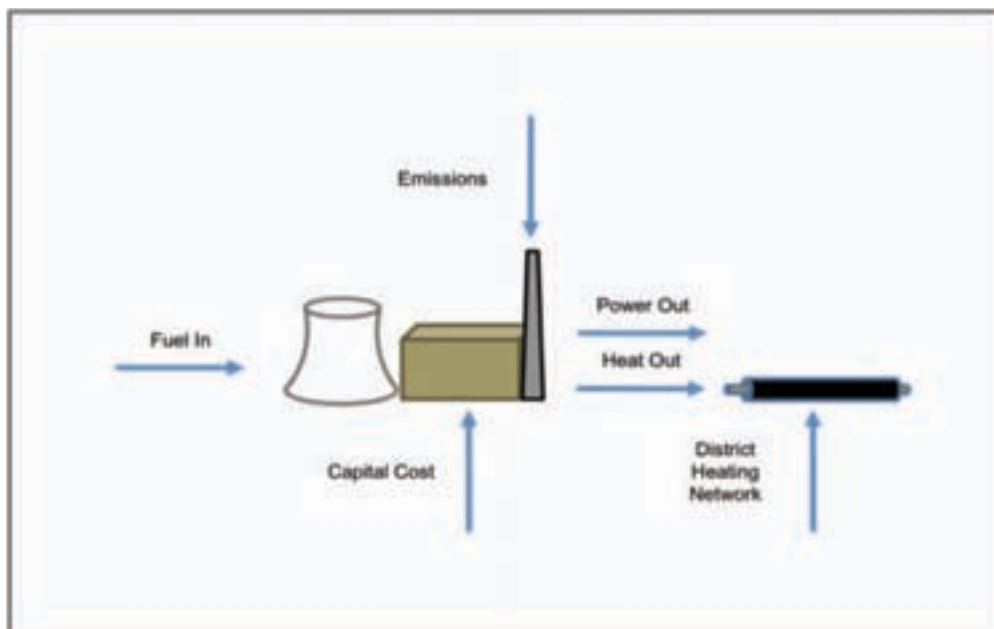 Emissions
Power Out
Fuel In
Heat Out
Capital Cost
District
Heating
Network